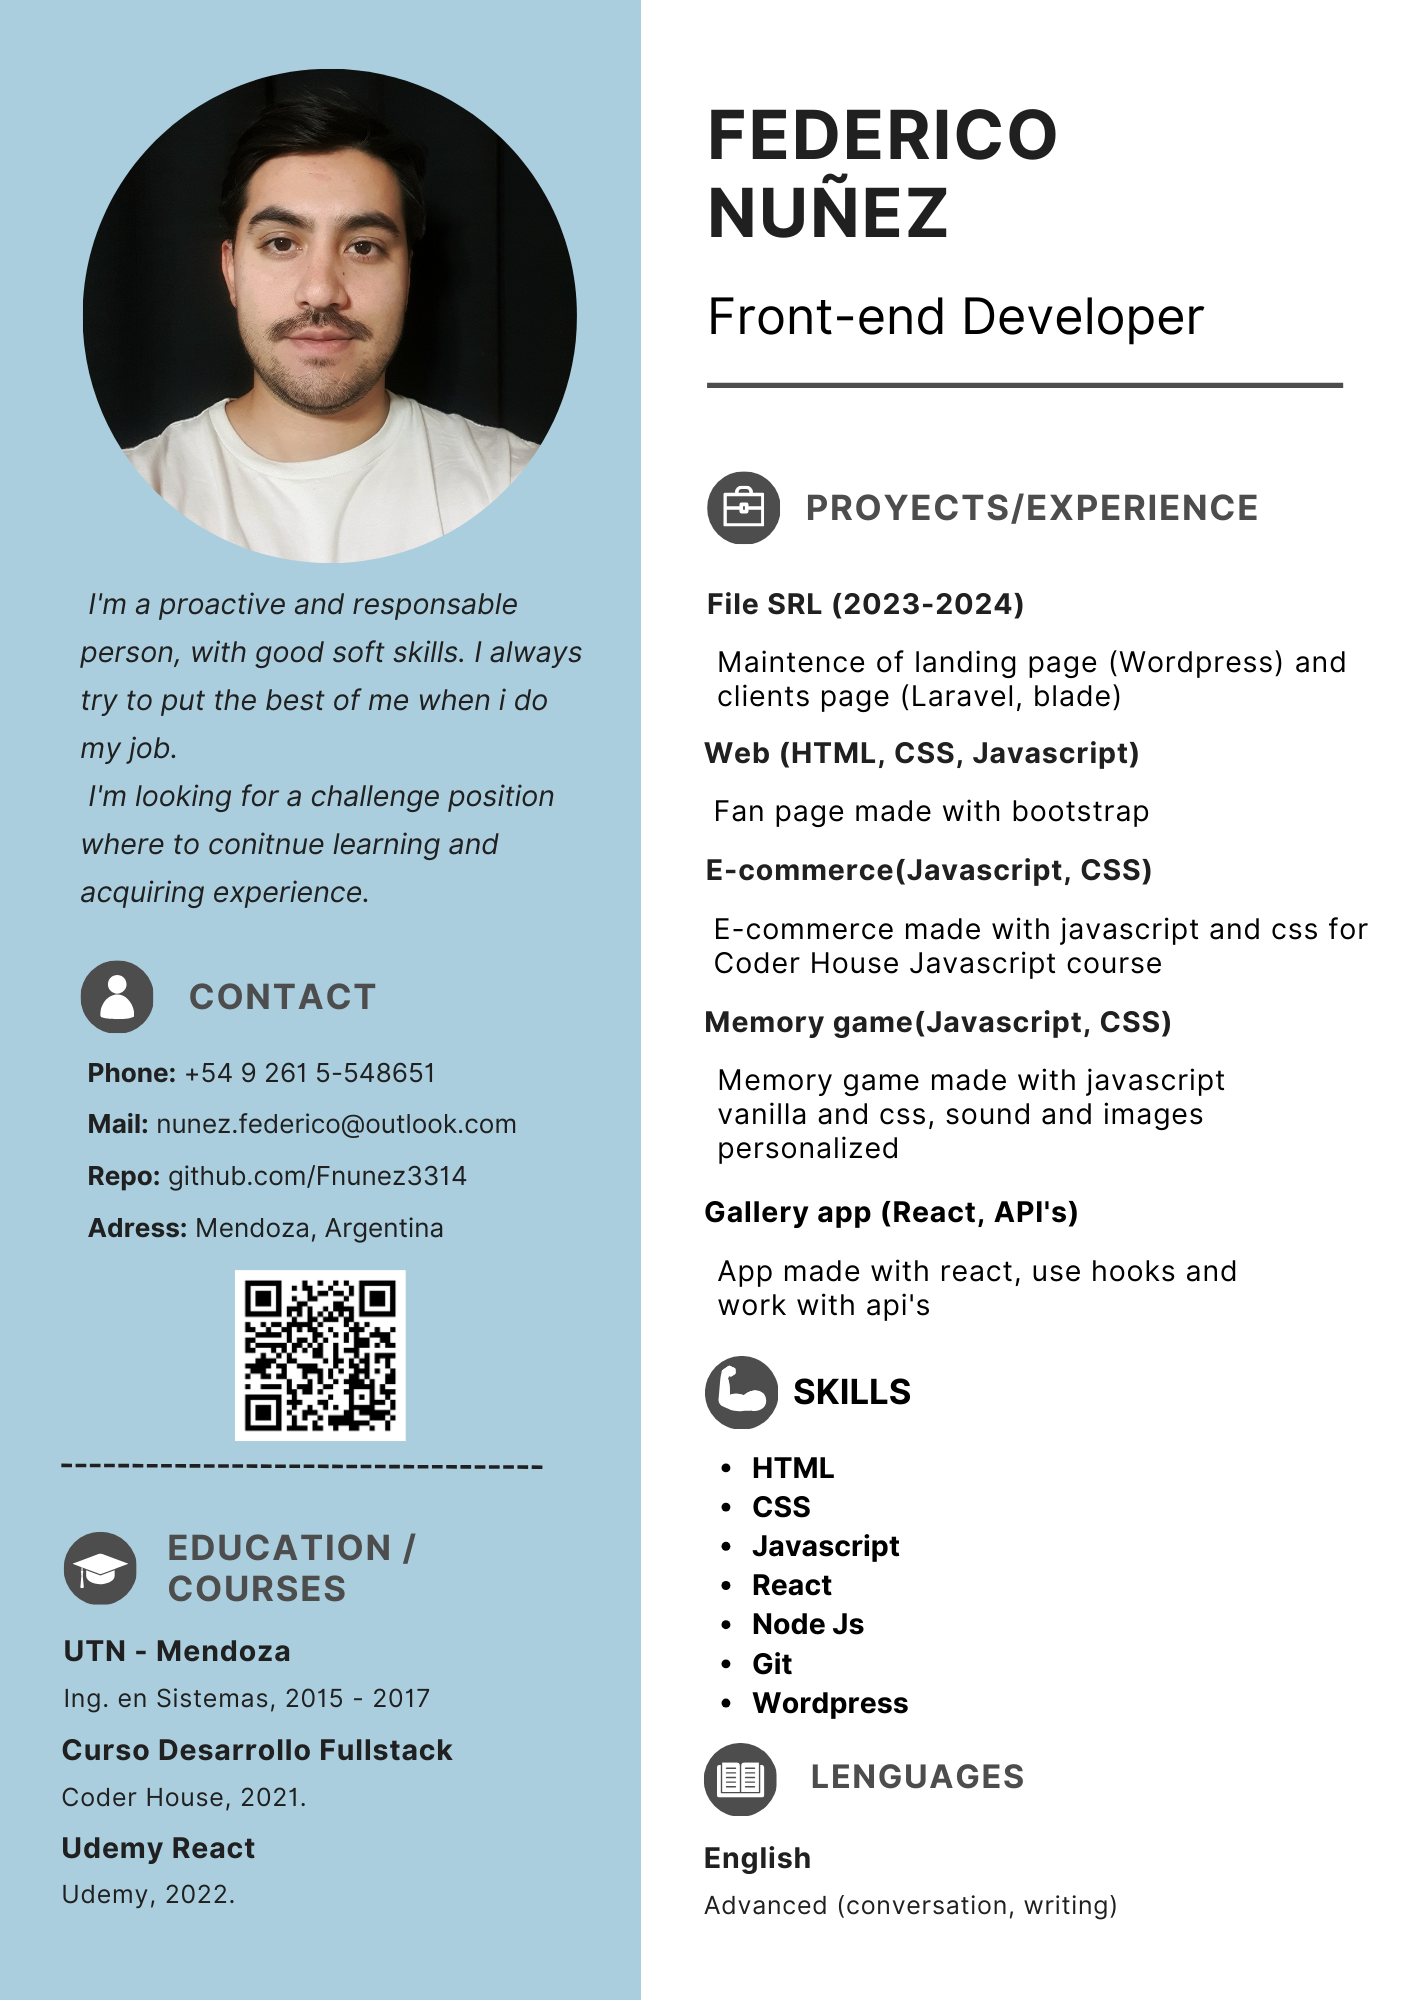 FEDERICO
NUÑEZ
Front-end Developer
I'm a proactive and responsable
person, with good soft skills. I always
try to put the best of me when i do
my job.
I'm looking for a challenge position
where to conitnue learning and
acquiring experience.
CONTACT
Phone: +54 9 261 5-548651
Mail: nunez.federico@outlook.com
Repo: github.com/Fnunez3314
Adress: Mendoza, Argentina
EDUCATION /
COURSES
UTN - Mendoza
Ing. en Sistemas, 2015 - 2017
Curso Desarrollo Fullstack
Coder House, 2021.
Udemy React
Udemy, 2022.
PROYECTS/EXPERIENCE
File SRL (2023-2024)
Maintence of landing page (Wordpress) and
clients page (Laravel, blade)
Web (HTML, CSS, Javascript)
Fan page made with bootstrap
E-commerce(Javascript, CSS)
E-commerce made with javascript and css for
Coder House Javascript course
Memory game(Javascript, CSS)
Memory game made with javascript
vanilla and css, sound and images
personalized
Gallery app (React, API's)
App made with react, use hooks and
work with api's
SKILLS
• HTML
• CSS
• Javascript
• React
• Node Js
• Git
• Wordpress
LENGUAGES
English
Advanced (conversation, writing)